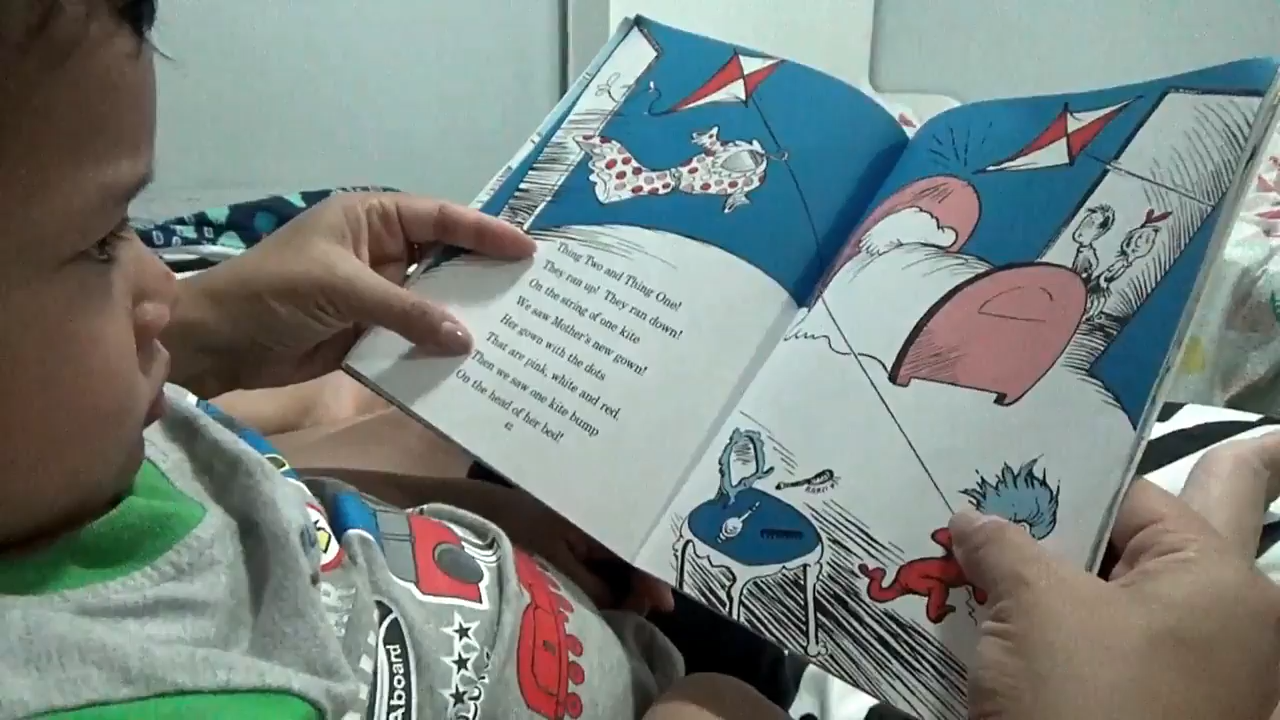 Thing Two and Thing One!
They ran up! They ran down!
On the string of one kite
We saw Mother's new gown!
Her gown with the dots
That are pink, white and red.
Then we saw one kite bump
On the head of her bed!
42
Aboard